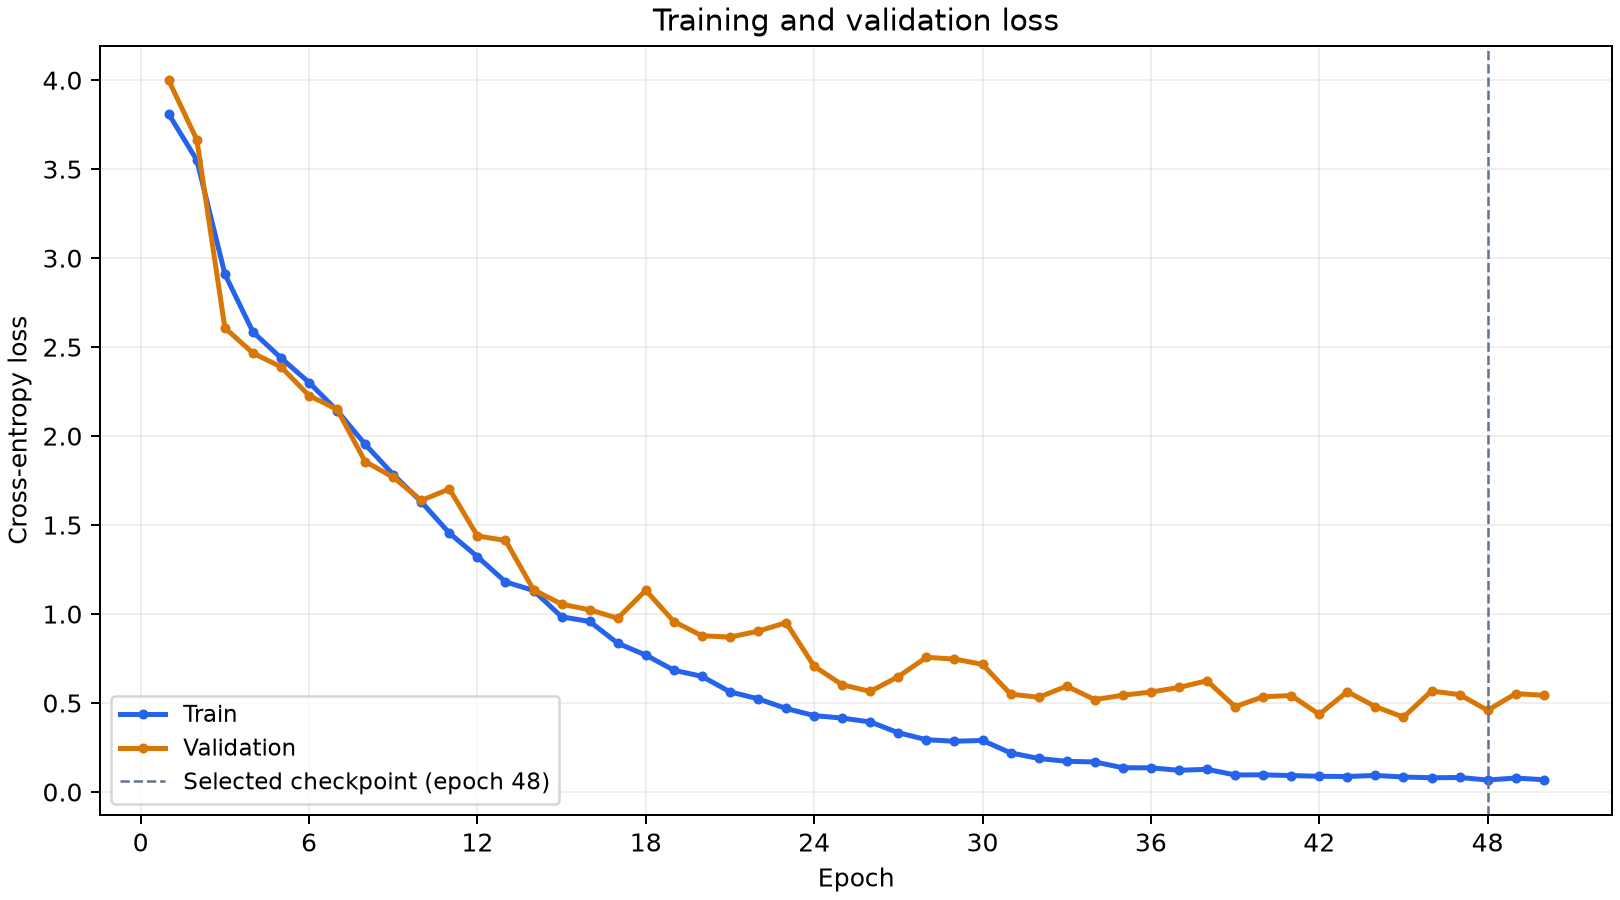 Training and validation loss
Cross-entropy loss
4.0
3.5
3.0
2.5
2.0
1.5
1.0
0.5
0.0
Train
Validation
Selected checkpoint (epoch 48)
0 6 12 18 24 30 36 42 48
Epoch